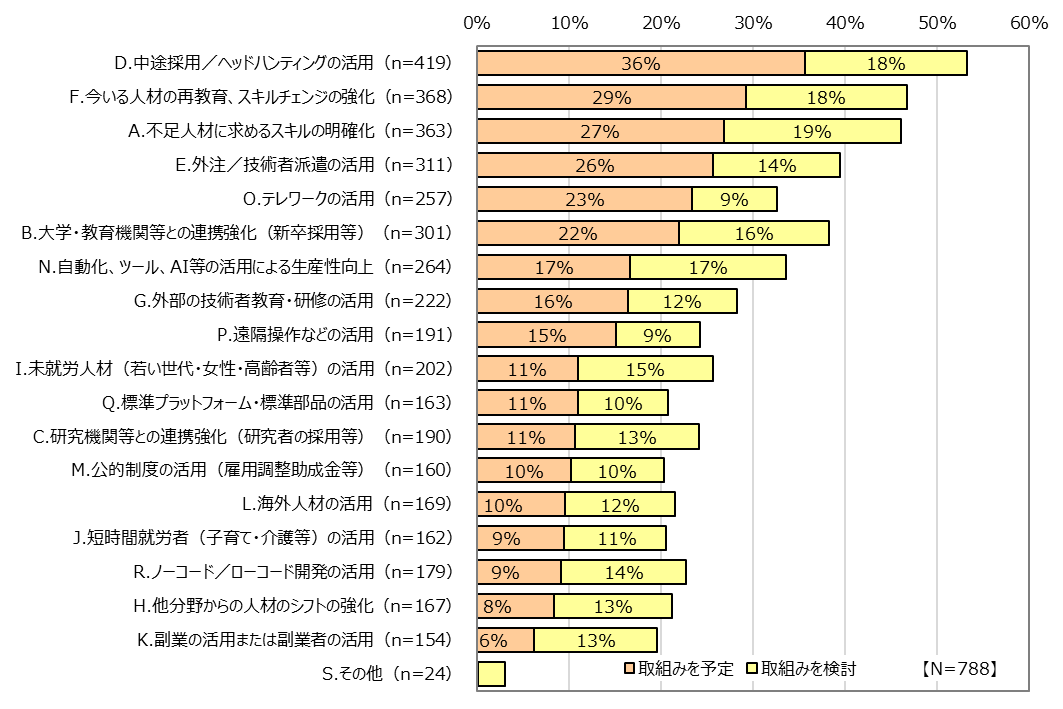 0% 10% 20% 30% 40% 50% 60%
D.中途採用／ヘッドハンティングの活用（n=419） 36% 18%
F.今いる人材の再教育、スキルチェンジの強化（n=368） 29% 18%
A.不足人材に求めるスキルの明確化（n=363） 27% 19%
E.外注／技術者派遣の活用（n=311） 26% 14%
O.テレワークの活用（n=257） 23% 9%
B.大学・教育機関等との連携強化（新卒採用等）（n=301） 22% 16%
N.自動化、ツール、AI等の活用による生産性向上（n=264） 17% 17%
G.外部の技術者教育・研修の活用（n=222） 16% 12%
P.遠隔操作などの活用（n=191） 15% 9%
I.未就労人材（若い世代・女性・高齢者等）の活用（n=202） 11% 15%
Q.標準プラットフォーム・標準部品の活用（n=163） 11% 10%
C.研究機関等との連携強化（研究者の採用等）（n=190） 11% 13%
M.公的制度の活用（雇用調整助成金等）（n=160） 10% 10%
L.海外人材の活用（n=169） 10% 12%
J.短時間就労者（子育て・介護等）の活用（n=162） 9% 11%
R.ノーコード／ローコード開発の活用（n=179） 9% 14%
H.他分野からの人材のシフトの強化（n=167） 8% 13%
K.副業の活用または副業者の活用（n=154） 6% 13%
S.その他（n=24）
取組みを予定 取組みを検討 【N=788】